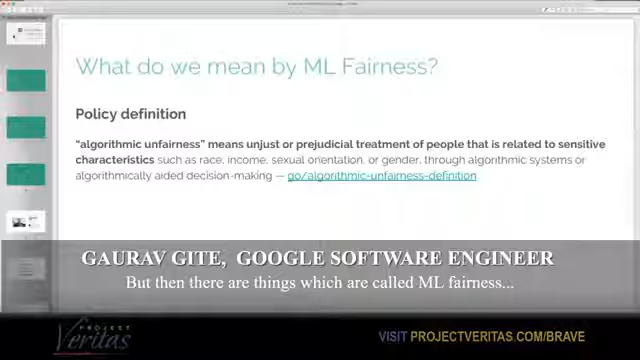 What do we mean by ML Fairness?
Policy definition
“algorithmic unfairness” means unjust or prejudicial treatment of people that is related to sensitive
characteristics such as race, income, sexual orientation, or gender, through algorithmic systems or
algorithmically aided decision-making — go/algorithmic-unfairness-definition
GAURAV GITE, GOOGLE SOFTWARE ENGINEER
But then there are things which are called ML fairness...
PROJECT
Veritas
VISIT PROJECTVERITAS.COM/BRAVE